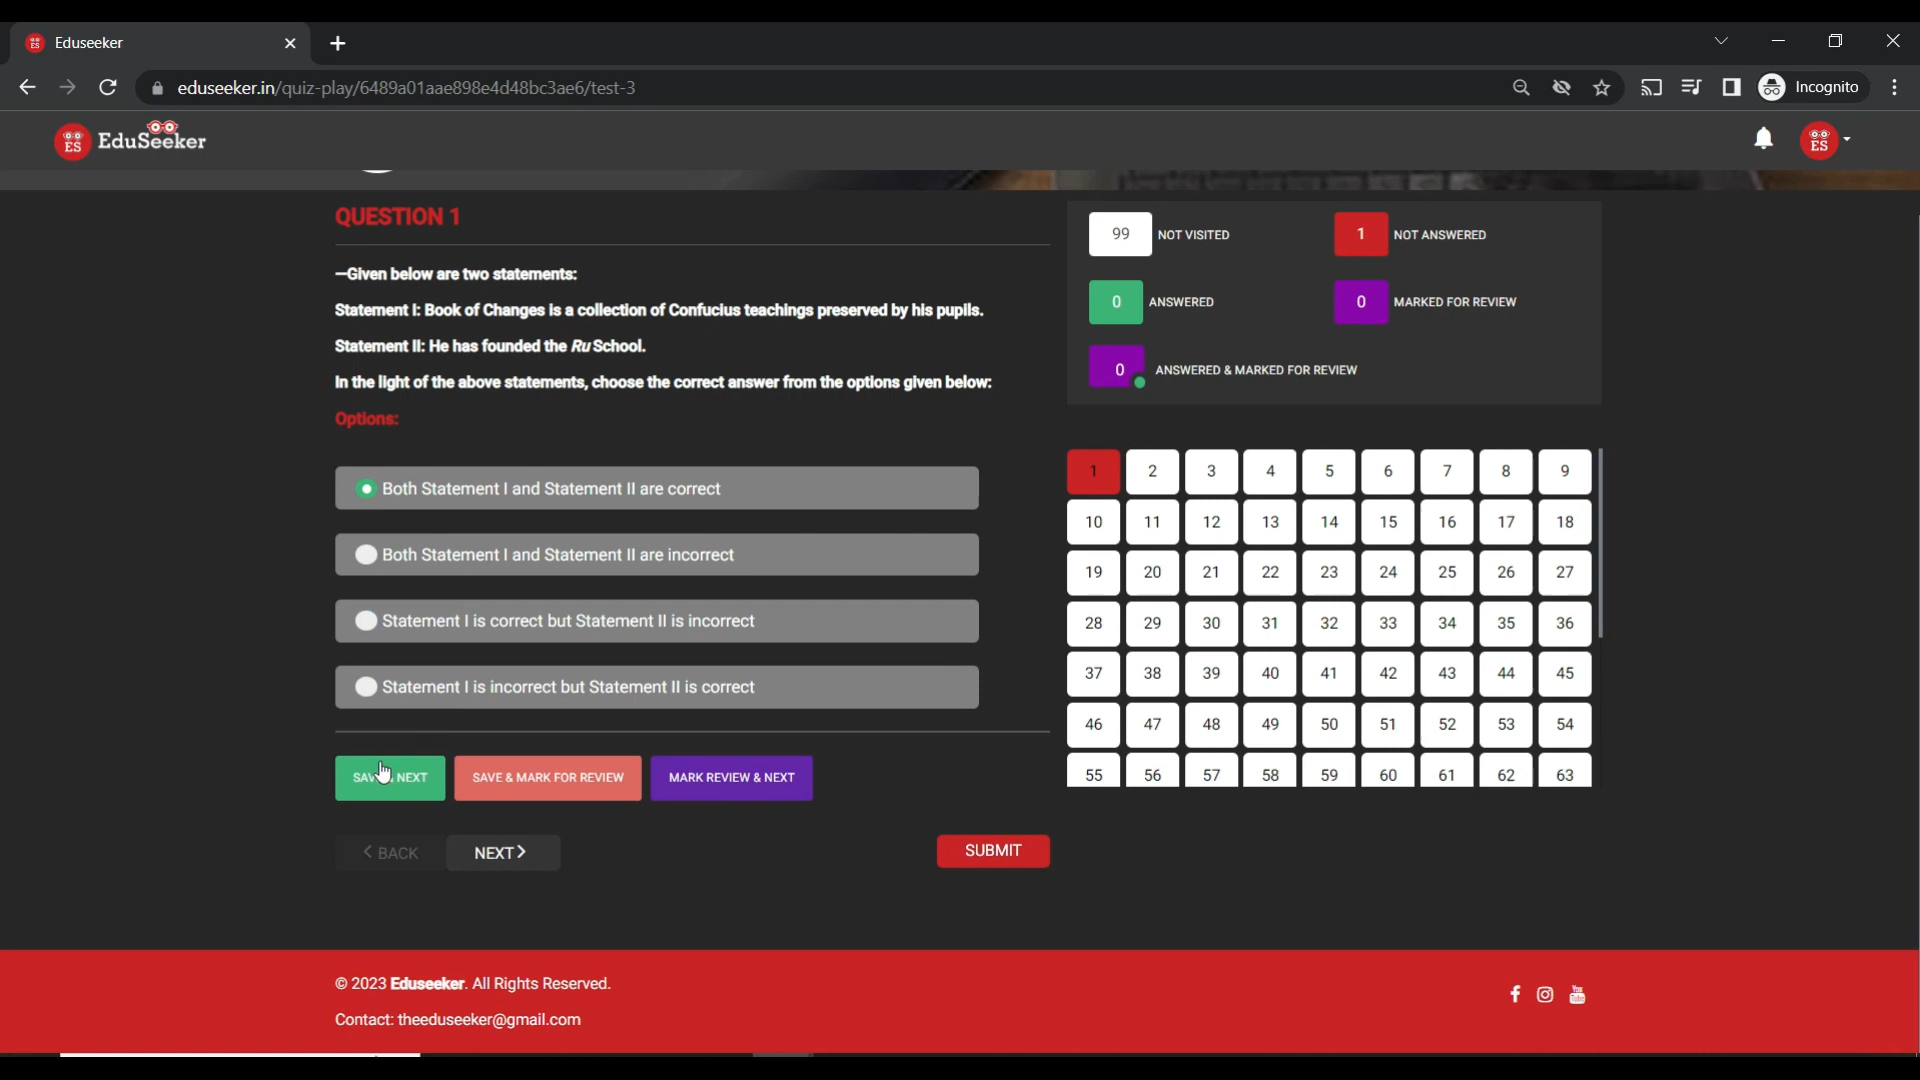 Eduseeker
eduseeker.in/quiz-play/6489a01aae898e4d48bc3ae6/test-3
Incognito
ES EduSeeker
ES
QUESTION 1
—Given below are two statements:
Statement I: Book of Changes is a collection of Confucius teachings preserved by his pupils.
Statement II: He has founded the Ru School.
In the light of the above statements, choose the correct answer from the options given below:
Options:
Both Statement I and Statement II are correct
Both Statement I and Statement II are incorrect
Statement I is correct but Statement II is incorrect
Statement I is incorrect but Statement II is correct
SAVE & NEXT SAVE & MARK FOR REVIEW MARK REVIEW & NEXT
BACK NEXT SUBMIT
99 NOT VISITED 1 NOT ANSWERED
0 ANSWERED 0 MARKED FOR REVIEW
0 ANSWERED & MARKED FOR REVIEW
1 2 3 4 5 6 7 8 9
10 11 12 13 14 15 16 17 18
19 20 21 22 23 24 25 26 27
28 29 30 31 32 33 34 35 36
37 38 39 40 41 42 43 44 45
46 47 48 49 50 51 52 53 54
55 56 57 58 59 60 61 62 63
© 2023 Eduseeker. All Rights Reserved.
Contact: theeduseeker@gmail.com